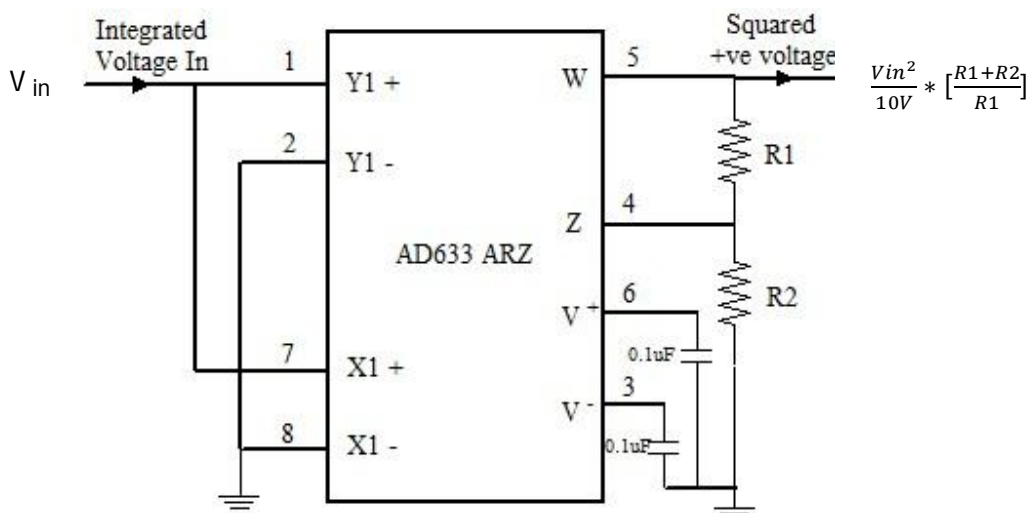 Integrated
Voltage In
V in
1
Y1 +
2
Y1 -
7
X1 +
8
X1 -
AD633 ARZ
W
5
Z
4
V +
6
V -
3
Squared
+ve voltage
R1
R2
0.1uF
0.1uF
Vin²/10V * [R1+R2/R1]